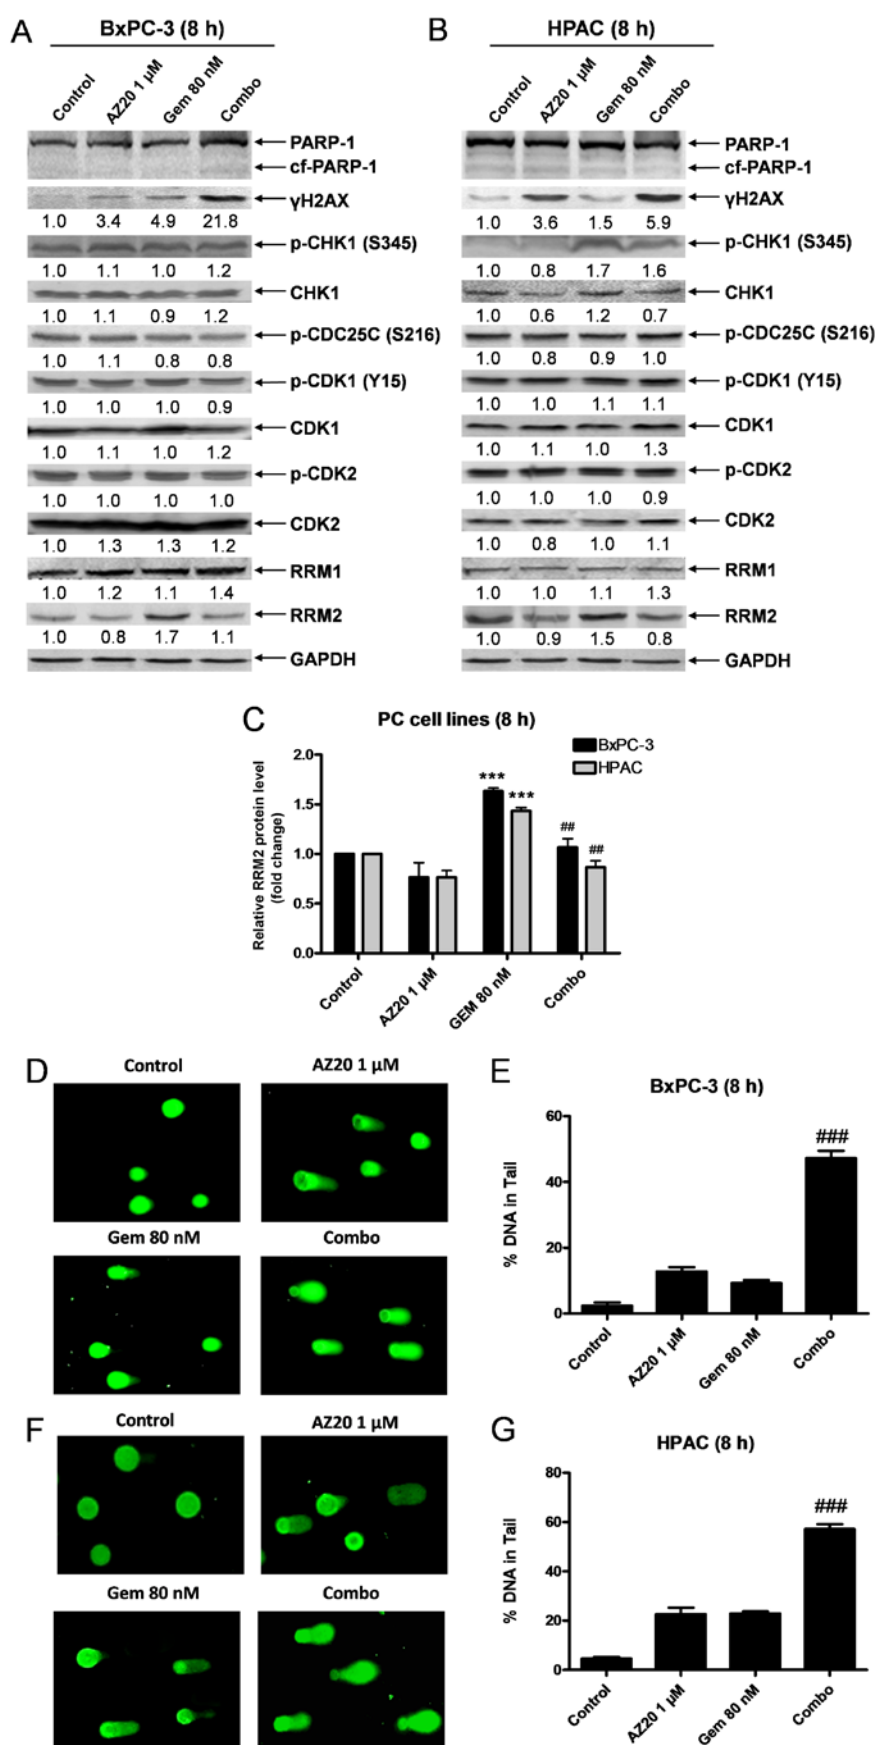 A
BxPC-3 (8 h)
Control
AZ20 1 µM
Gem 80 nM
Combo
PARP-1
cf-PARP-1
γH2AX
1.0 3.4 4.9 21.8
p-CHK1 (S345)
1.0 1.1 1.0 1.2
CHK1
1.0 1.1 0.9 1.2
p-CDC25C (S216)
1.0 1.1 0.8 0.8
p-CDK1 (Y15)
1.0 1.0 1.0 0.9
CDK1
1.0 1.1 1.0 1.2
p-CDK2
1.0 1.0 1.0 1.0
CDK2
1.0 1.3 1.3 1.2
RRM1
1.0 1.2 1.1 1.4
RRM2
1.0 0.8 1.7 1.1
GAPDH
B
HPAC (8 h)
Control
AZ20 1 µM
Gem 80 nM
Combo
PARP-1
cf-PARP-1
γH2AX
1.0 3.6 1.5 5.9
p-CHK1 (S345)
1.0 0.8 1.7 1.6
CHK1
1.0 0.6 1.2 0.7
p-CDC25C (S216)
1.0 0.8 0.9 1.0
p-CDK1 (Y15)
1.0 1.0 1.1 1.1
CDK1
1.0 1.1 1.0 1.3
p-CDK2
1.0 1.0 1.0 0.9
CDK2
1.0 0.8 1.0 1.1
RRM1
1.0 1.0 1.1 1.3
RRM2
1.0 0.9 1.5 0.8
GAPDH
C
PC cell lines (8 h)
BxPC-3
HPAC
Relative RRM2 protein level
(fold change)
2.0
1.5
1.0
0.5
0.0
***
***
##
##
Control
AZ20 1 µM
GEM 80 nM
Combo
D
Control
AZ20 1 µM
Gem 80 nM
Combo
E
BxPC-3 (8 h)
% DNA in Tail
60
40
20
0
###
Control
AZ20 1 µM
Gem 80 nM
Combo
F
Control
AZ20 1 µM
Gem 80 nM
Combo
G
HPAC (8 h)
% DNA in Tail
80
60
40
20
0
###
Control
AZ20 1 µM
Gem 80 nM
Combo